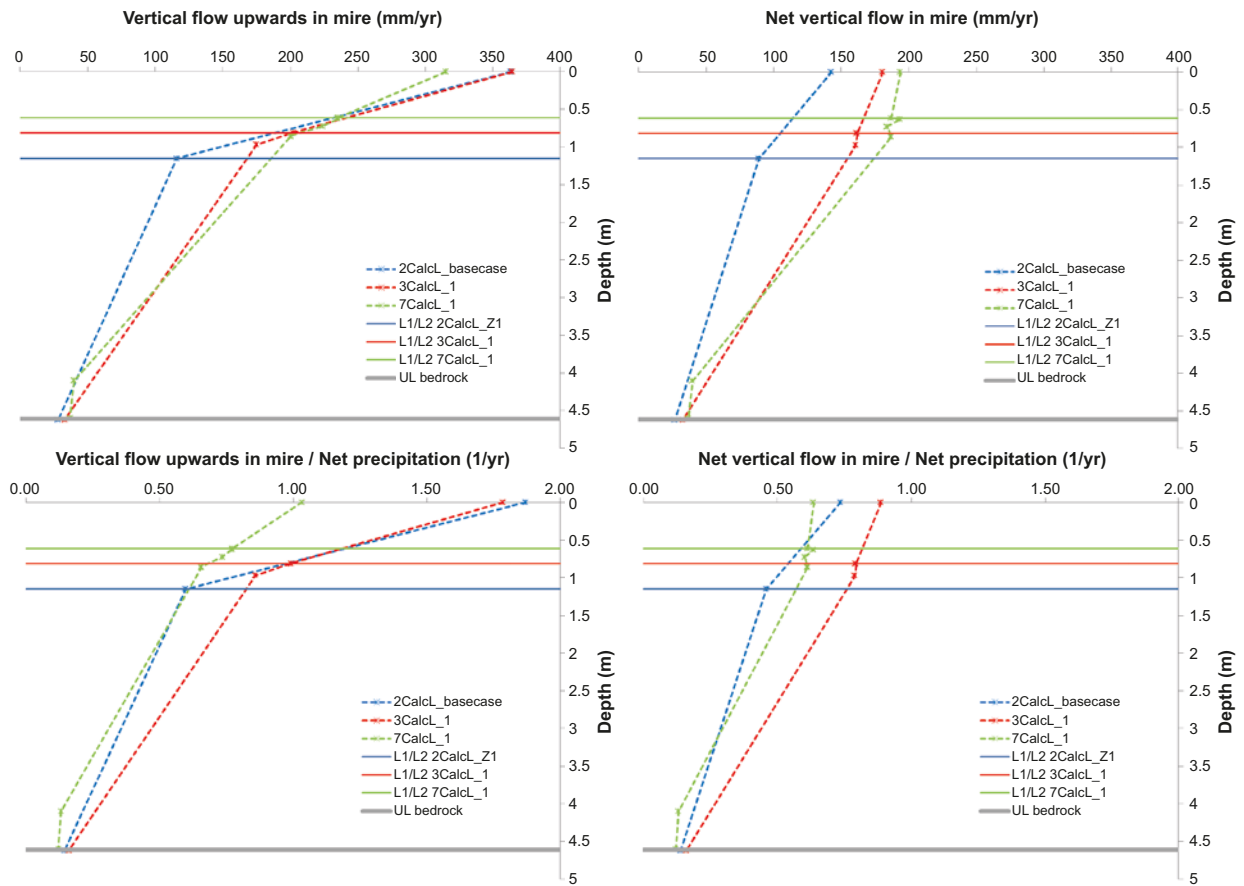 Vertical flow upwards in mire (mm/yr)
0 50 100 150 200 250 300 350 400
0
0.5
1
1.5
2
2.5
3
3.5
4
4.5
5
Depth (m)
2CalcL_basecase
3CalcL_1
7CalcL_1
L1/L2 2CalcL_Z1
L1/L2 3CalcL_1
L1/L2 7CalcL_1
UL bedrock
Net vertical flow in mire (mm/yr)
0 50 100 150 200 250 300 350 400
0
0.5
1
1.5
2
2.5
3
3.5
4
4.5
5
Depth (m)
2CalcL_basecase
3CalcL_1
7CalcL_1
L1/L2 2CalcL_Z1
L1/L2 3CalcL_1
L1/L2 7CalcL_1
UL bedrock
Vertical flow upwards in mire / Net precipitation (1/yr)
0.00 0.50 1.00 1.50 2.00
0
0.5
1
1.5
2
2.5
3
3.5
4
4.5
5
Depth (m)
2CalcL_basecase
3CalcL_1
7CalcL_1
L1/L2 2CalcL_Z1
L1/L2 3CalcL_1
L1/L2 7CalcL_1
UL bedrock
Net vertical flow in mire / Net precipitation (1/yr)
0.00 0.50 1.00 1.50 2.00
0
0.5
1
1.5
2
2.5
3
3.5
4
4.5
5
Depth (m)
2CalcL_basecase
3CalcL_1
7CalcL_1
L1/L2 2CalcL_Z1
L1/L2 3CalcL_1
L1/L2 7CalcL_1
UL bedrock